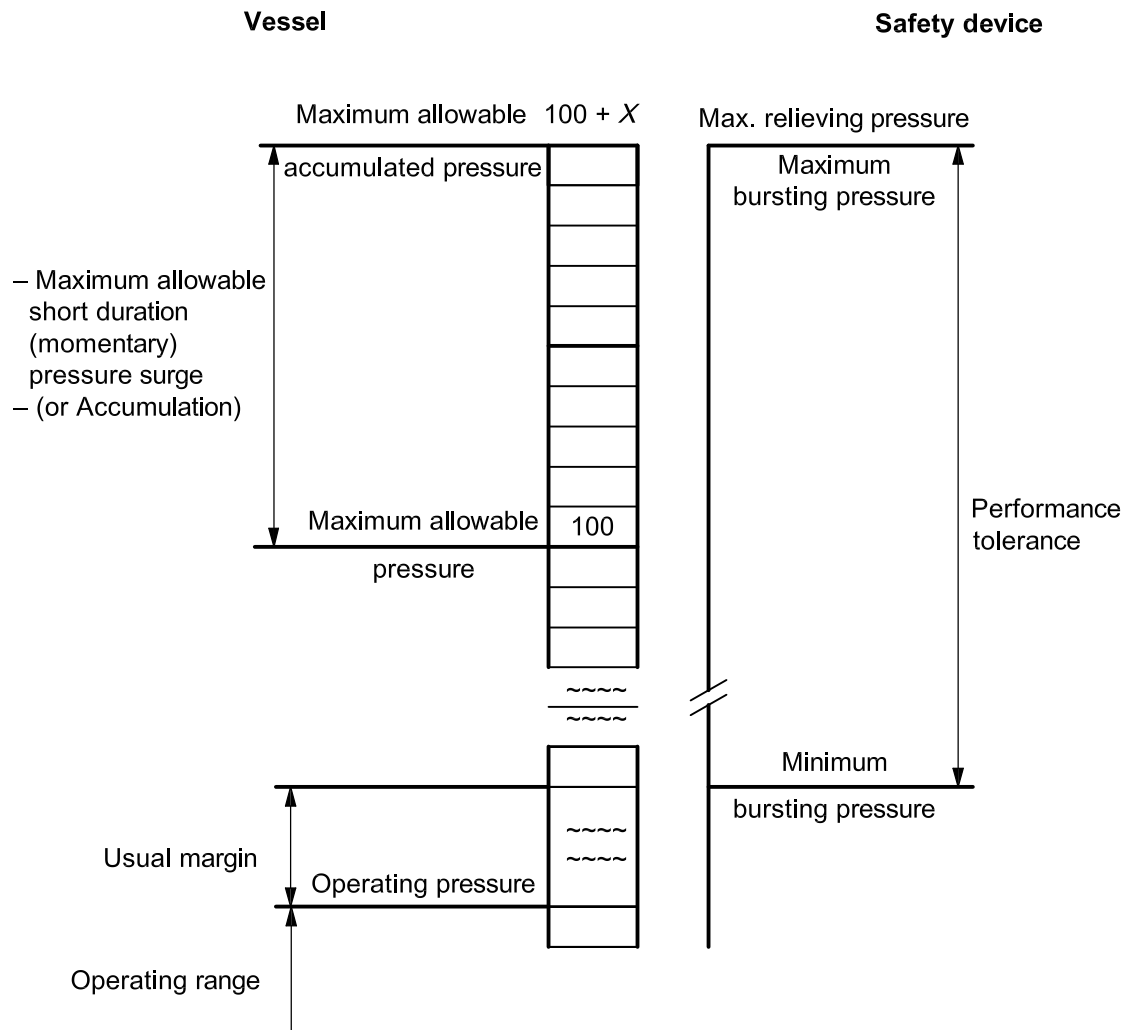 Vessel
Safety device
Maximum allowable 100 + X
Max. relieving pressure
accumulated pressure
Maximum
bursting pressure
– Maximum allowable
short duration
(momentary)
pressure surge
– (or Accumulation)
Maximum allowable 100
pressure
Performance
tolerance
~~~~
~~~~
Minimum
bursting pressure
~~~~
~~~~
Usual margin
Operating pressure
Operating range